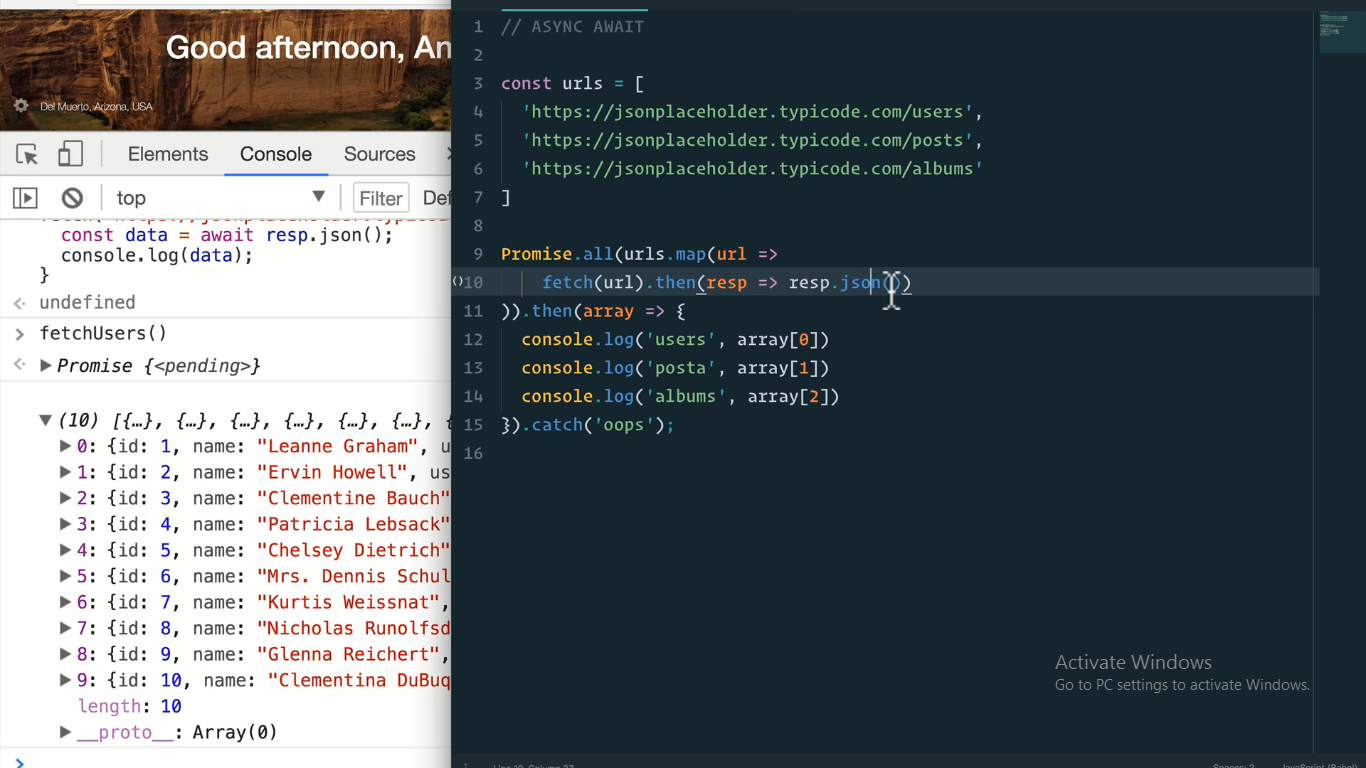 Good afternoon, An
Del Muerto, Arizona, USA
Elements Console Sources
top Filter Def
const data = await resp.json();
console.log(data);
}
undefined
fetchUsers()
Promise {<pending>}
(10) [{…}, {…}, {…}, {…}, {…}, {…}, {
0: {id: 1, name: "Leanne Graham", u
1: {id: 2, name: "Ervin Howell", us
2: {id: 3, name: "Clementine Bauch"
3: {id: 4, name: "Patricia Lebsack"
4: {id: 5, name: "Chelsey Dietrich"
5: {id: 6, name: "Mrs. Dennis Schul
6: {id: 7, name: "Kurtis Weissnat",
7: {id: 8, name: "Nicholas Runolfsd
8: {id: 9, name: "Glenna Reichert",
9: {id: 10, name: "Clementina DuBuq
length: 10
__proto__: Array(0)
1 // ASYNC AWAIT
2
3 const urls = [
4 'https://jsonplaceholder.typicode.com/users',
5 'https://jsonplaceholder.typicode.com/posts',
6 'https://jsonplaceholder.typicode.com/albums'
7 ]
8
9 Promise.all(urls.map(url =>
10 fetch(url).then(resp => resp.json())
11 )).then(array => {
12 console.log('users', array[0])
13 console.log('posta', array[1])
14 console.log('albums', array[2])
15 }).catch('oops');
16
Activate Windows
Go to PC settings to activate Windows.